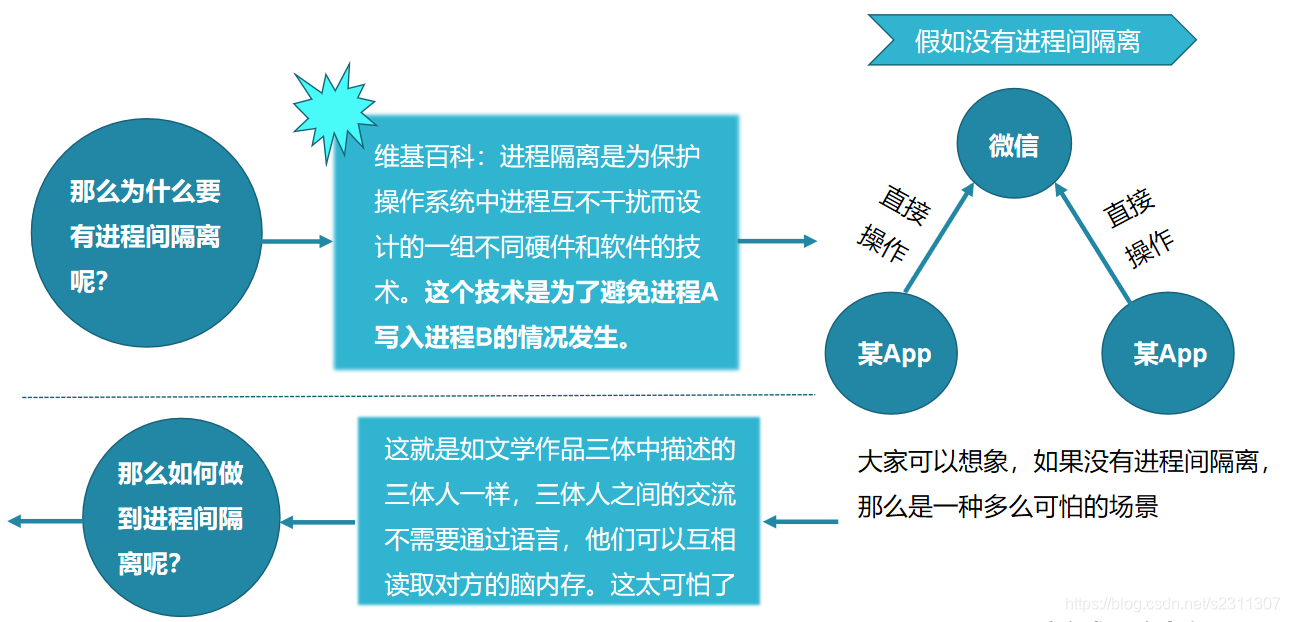 那么为什么要
有进程间隔离
呢?
维基百科：进程隔离是为保护
操作系统中进程互不干扰而设
计的一组不同硬件和软件的技
术。这个技术是为了避免进程A
写入进程B的情况发生。
假如没有进程间隔离
微信
直接
操作
直接
操作
某App
某App
大家可以想象，如果没有进程间隔离，
那么是一种多么可怕的场景
这就是如文学作品三体中描述的
三体人一样，三体人之间的交流
不需要通过语言，他们可以互相
读取对方的脑内存。这太可怕了
那么如何做
到进程间隔
离呢?
https://blog.csdn.net/s2311307